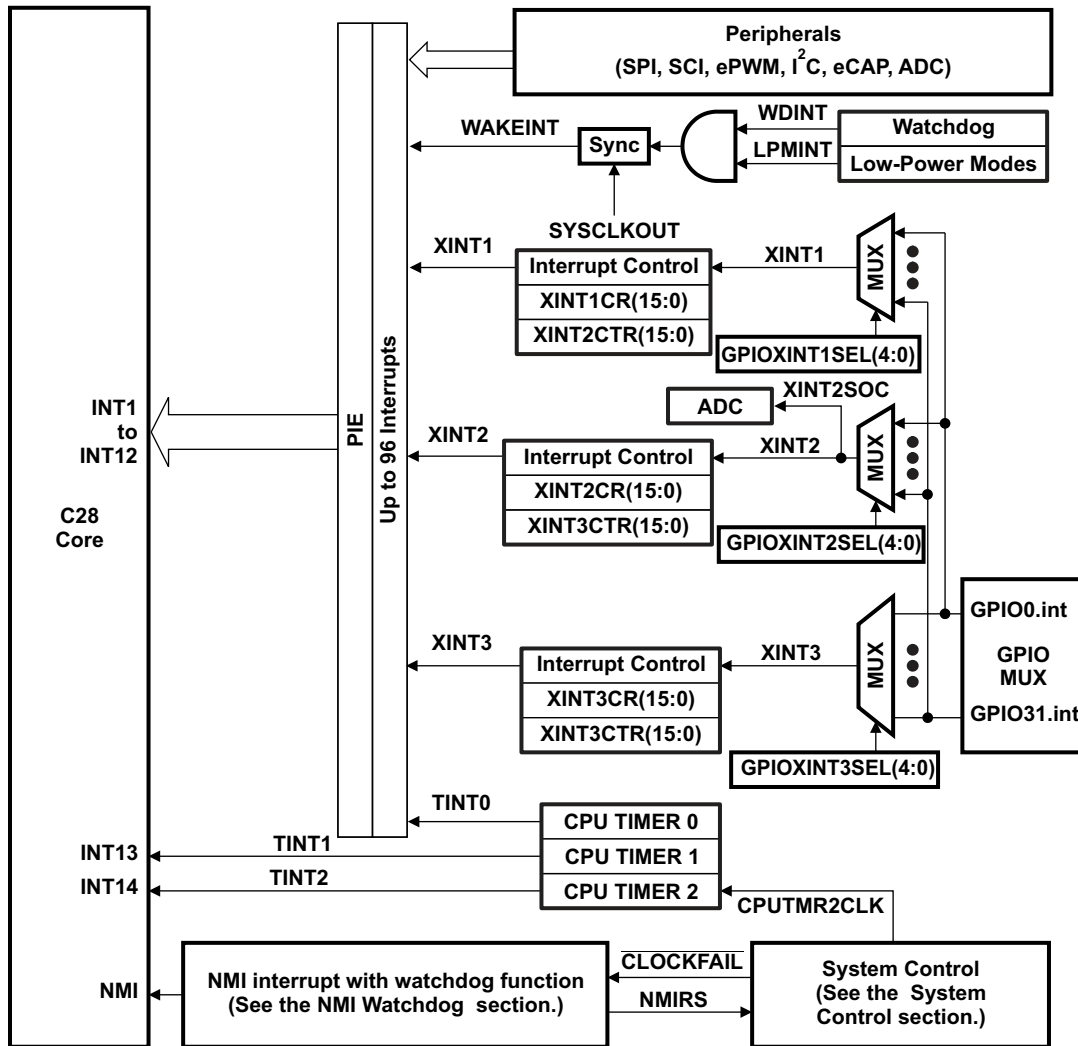 Peripherals
(SPI, SCI, ePWM, I²C, eCAP, ADC)
WDINT
Watchdog
WAKEINT
Sync
LPMINT
Low-Power Modes
SYSCLKOUT
XINT1
Interrupt Control
XINT1
MUX
XINT1CR(15:0)
XINT2CTR(15:0)
GPIOXINT1SEL(4:0)
XINT2SOC
ADC
INT1
to
INT12
PIE
Up to 96 Interrupts
XINT2
Interrupt Control
XINT2
MUX
XINT2CR(15:0)
XINT3CTR(15:0)
C28
Core
GPIOXINT2SEL(4:0)
GPIO0.int
XINT3
Interrupt Control
XINT3
MUX
GPIO
MUX
XINT3CR(15:0)
XINT3CTR(15:0)
GPIO31.int
GPIOXINT3SEL(4:0)
TINT0
CPU TIMER 0
INT13
TINT1
CPU TIMER 1
INT14
TINT2
CPU TIMER 2
CPUTMR2CLK
NMI
NMI interrupt with watchdog function
(See the NMI Watchdog section.)
CLOCKFAIL
NMIRS
System Control
(See the System
Control section.)